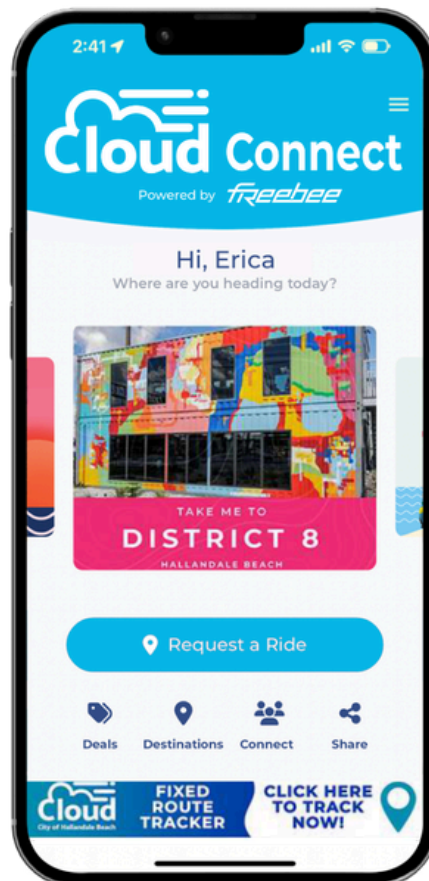 2:41
Cloud Connect
Powered by freebee
Hi, Erica
Where are you heading today?
TAKE ME TO
DISTRICT 8
HALLANDALE BEACH
Request a Ride
Deals Destinations Connect Share
Cloud
City of Hallandale Beach
FIXED
ROUTE
TRACKER
CLICK HERE
TO TRACK
NOW!